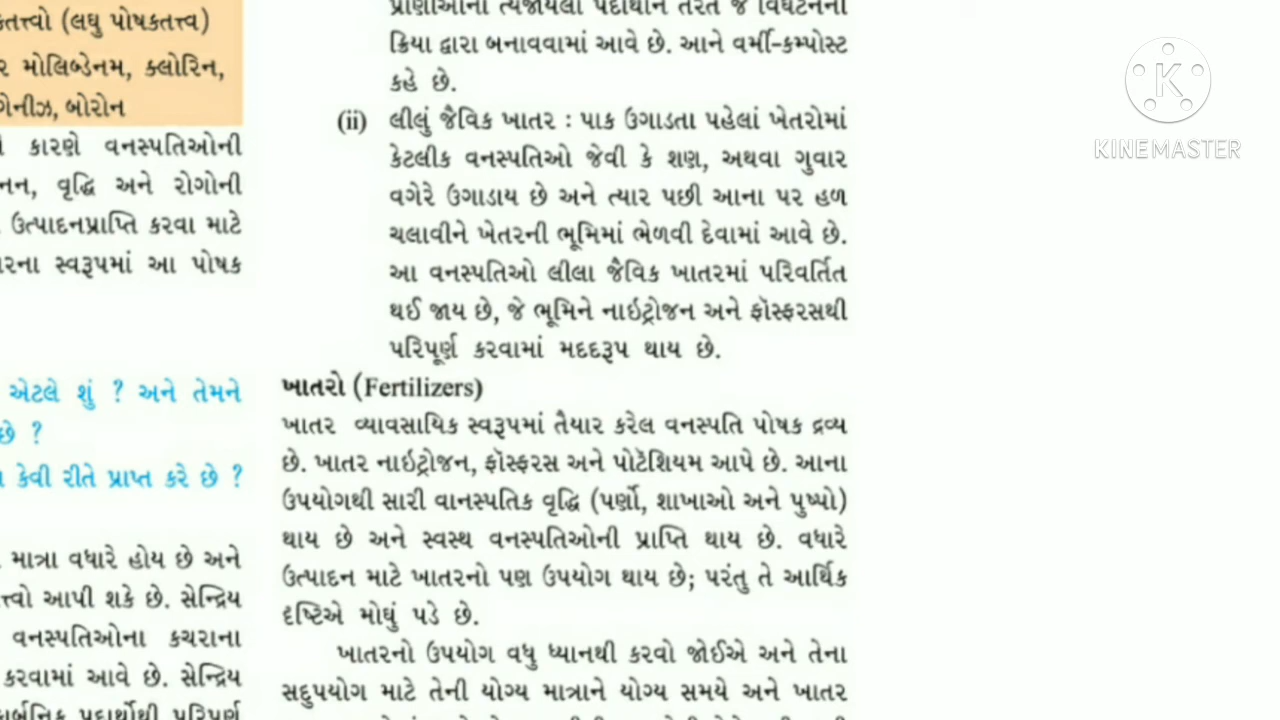 ત્ત્વો (લઘુ પોષકતત્ત્વ)
ર મોલિબ્ડેનમ, ક્લોરિન,
ગેનીઝ, બોરોન
કારણે વનસ્પતિઓની
નન, વૃદ્ધિ અને રોગોની
ઉત્પાદનપ્રાપ્તિ કરવા માટે
રના સ્વરૂપમાં આ પોષક
એટલે શું ? અને તેમને
છે ?
કેવી રીતે પ્રાપ્ત કરે છે ?
માત્રા વધારે હોય છે અને
ત્ત્વો આપી શકે છે. સેન્દ્રિય
વનસ્પતિઓના કચરાના
કરવામાં આવે છે. સેન્દ્રિય
ર્બનિક પદાર્થોથી પરિપૂર્ણ
પ્રાણીઓના ત્યજાયેલા પદાર્થોને તરત જ વિઘટનની
ક્રિયા દ્વારા બનાવવામાં આવે છે. આને વર્મી-કમ્પોસ્ટ
કહે છે.
(ii) લીલું જૈવિક ખાતર : પાક ઉગાડતા પહેલાં ખેતરોમાં
કેટલીક વનસ્પતિઓ જેવી કે શણ, અથવા ગુવાર
વગેરે ઉગાડાય છે અને ત્યાર પછી આના પર હળ
ચલાવીને ખેતરની ભૂમિમાં ભેળવી દેવામાં આવે છે.
આ વનસ્પતિઓ લીલા જૈવિક ખાતરમાં પરિવર્તિત
થઈ જાય છે, જે ભૂમિને નાઇટ્રોજન અને ફૉસ્ફરસથી
પરિપૂર્ણ કરવામાં મદદરૂપ થાય છે.
ખાતરો (Fertilizers)
ખાતર વ્યાવસાયિક સ્વરૂપમાં તૈયાર કરેલ વનસ્પતિ પોષક દ્રવ્ય
છે. ખાતર નાઇટ્રોજન, ફૉસ્ફરસ અને પોટૅશિયમ આપે છે. આના
ઉપયોગથી સારી વાનસ્પતિક વૃદ્ધિ (પર્ણો, શાખાઓ અને પુષ્પો)
થાય છે અને સ્વસ્થ વનસ્પતિઓની પ્રાપ્તિ થાય છે. વધારે
ઉત્પાદન માટે ખાતરનો પણ ઉપયોગ થાય છે; પરંતુ તે આર્થિક
દૃષ્ટિએ મોઘું પડે છે.
ખાતરનો ઉપયોગ વધુ ધ્યાનથી કરવો જોઈએ અને તેના
સદુપયોગ માટે તેની યોગ્ય માત્રાને યોગ્ય સમયે અને ખાતર
K
KINEMASTER